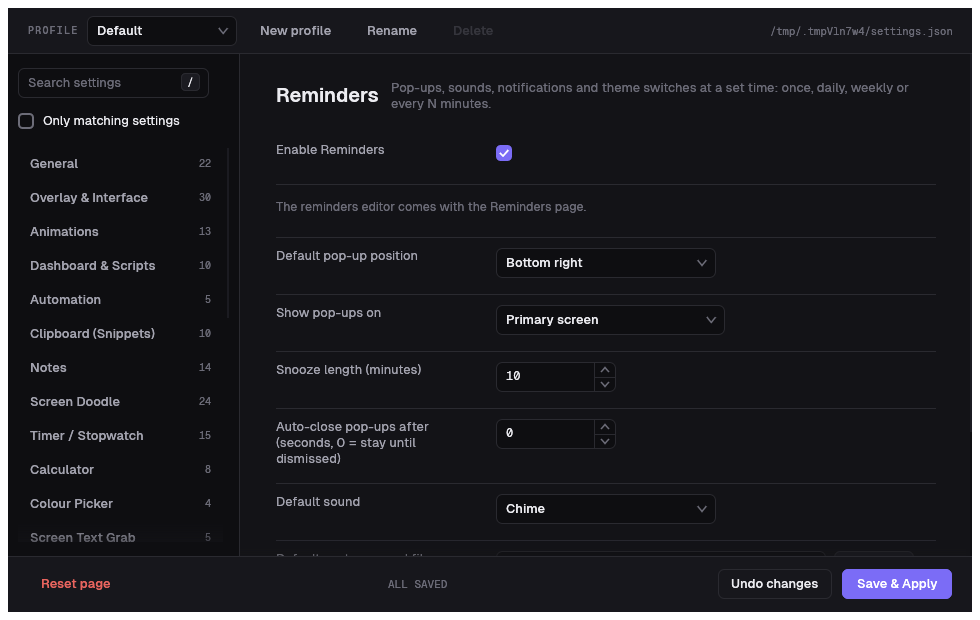 PROFILE
Default
New profile
Rename
Delete
/tmp/.tmpVln7w4/settings.json
Search settings
/
Only matching settings
General 22
Overlay & Interface 30
Animations 13
Dashboard & Scripts 10
Automation 5
Clipboard (Snippets) 10
Notes 14
Screen Doodle 24
Timer / Stopwatch 15
Calculator 8
Colour Picker 4
Screen Text Grab 5
Reminders
Pop-ups, sounds, notifications and theme switches at a set time: once, daily, weekly or
every N minutes.
Enable Reminders
The reminders editor comes with the Reminders page.
Default pop-up position
Bottom right
Show pop-ups on
Primary screen
Snooze length (minutes)
10
Auto-close pop-ups after
(seconds, 0 = stay until
dismissed)
0
Default sound
Chime
Reset page
ALL SAVED
Undo changes
Save & Apply